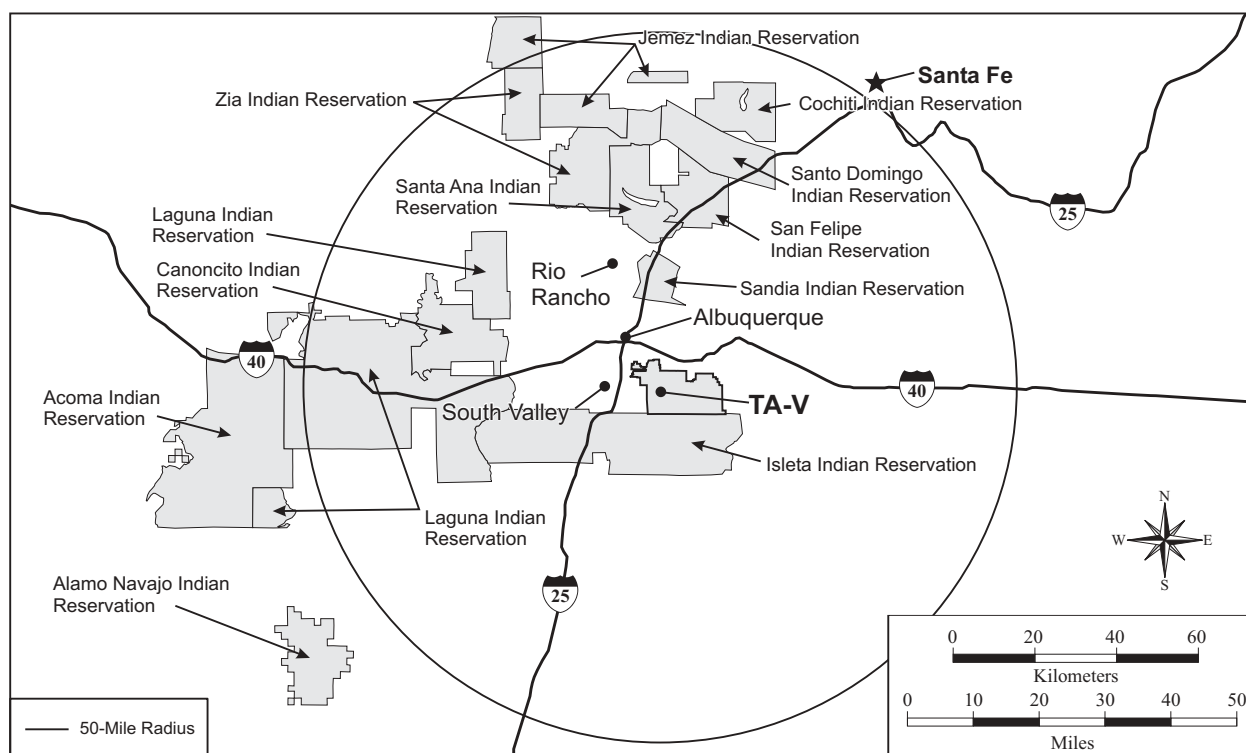 Jemez Indian Reservation
Santa Fe
Zia Indian Reservation
Cochiti Indian Reservation
Santo Domingo
Indian Reservation
Santa Ana Indian
Reservation
25
Laguna Indian
Reservation
San Felipe
Indian Reservation
Canoncito Indian
Reservation
Rio
Rancho
Sandia Indian Reservation
Albuquerque
40
40
Acoma Indian
Reservation
South Valley
TA-V
Isleta Indian Reservation
Laguna Indian
Reservation
N
W
E
S
Alamo Navajo Indian
Reservation
25
0 20 40 60
Kilometers
0 10 20 30 40 50
Miles
50-Mile Radius